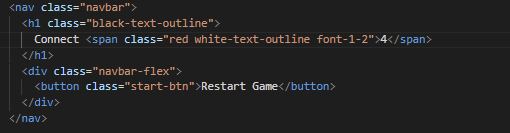 <nav class="navbar">
  <h1 class="black-text-outline">
    Connect <span class="red white-text-outline font-1-2">4</span>
  </h1>
  <div class="navbar-flex">
    <button class="start-btn">Restart Game</button>
  </div>
</nav>